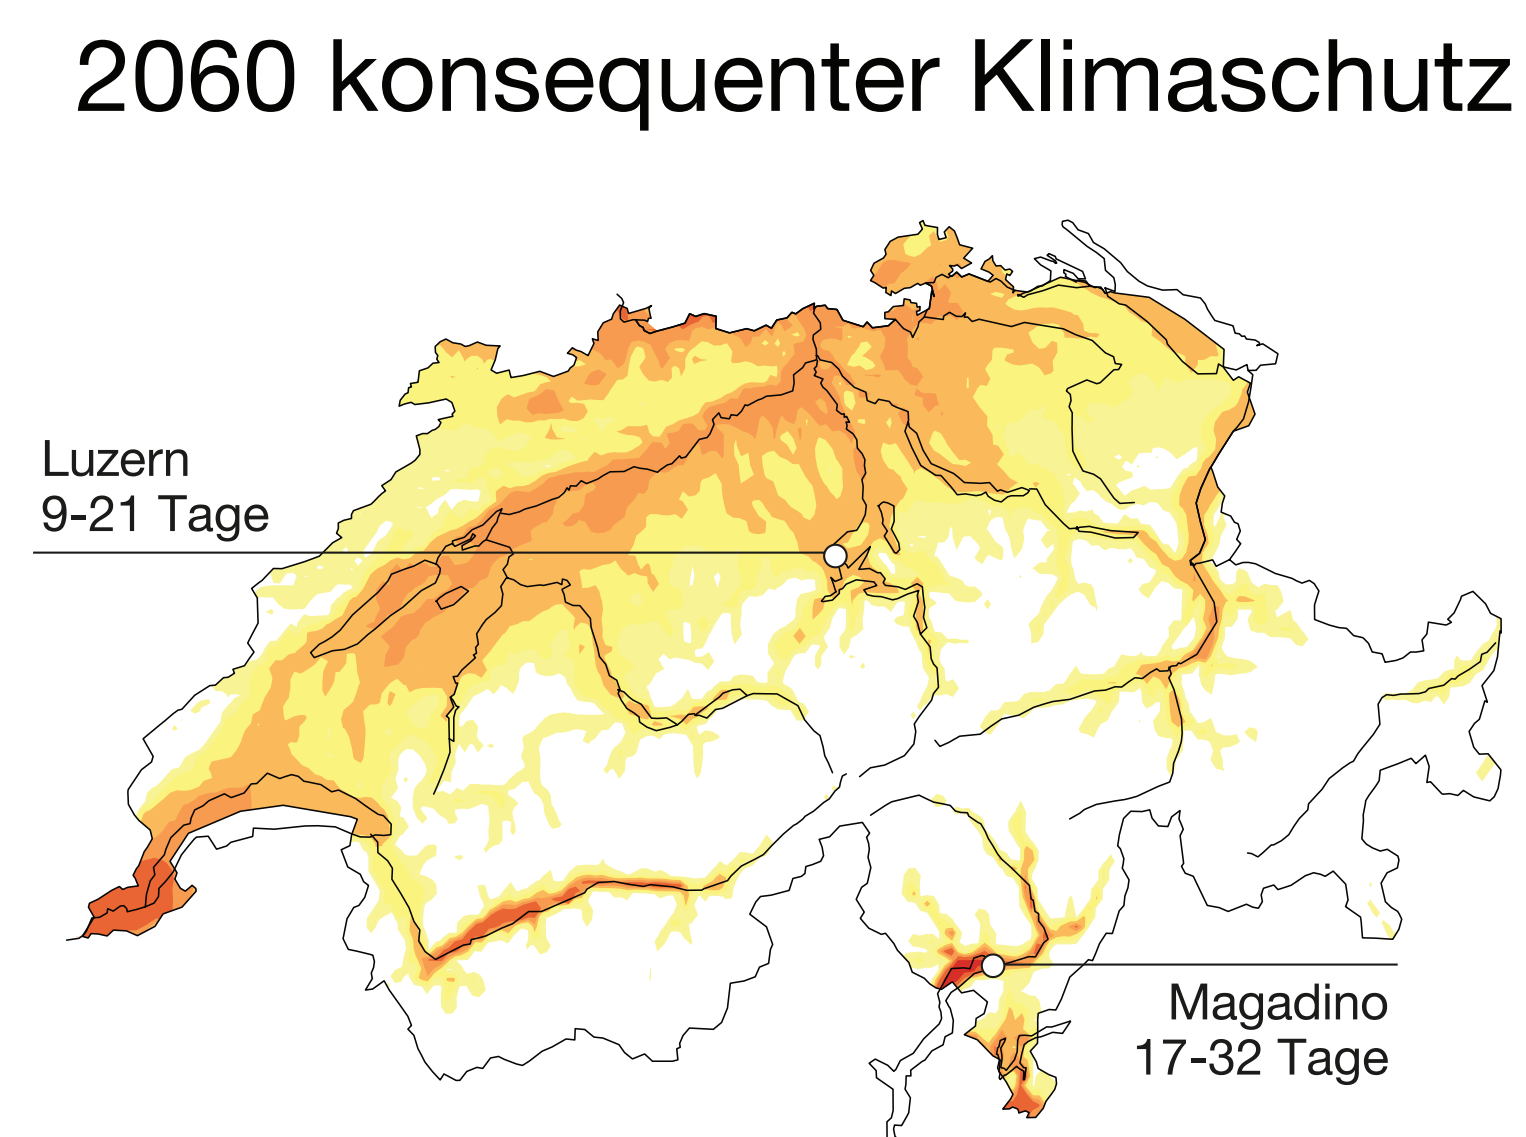 2060 konsequenter Klimaschutz
Luzern
9-21 Tage
Magadino
17-32 Tage